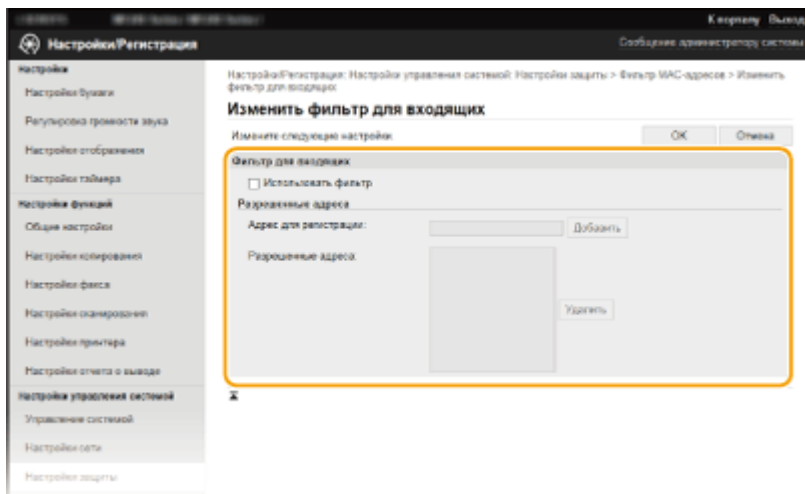 К порталу Выход
Настройки/Регистрация
Сообщение администратору системы
Настройки
Настройки бумаги
Регулировка громкости звука
Настройки отображения
Настройки таймера
Настройки функций
Общие настройки
Настройки копирования
Настройки факса
Настройки сканирования
Настройки принтера
Настройки отчета о выводе
Настройки управления системой
Управление системой
Настройки сети
Настройки защиты
Настройки/Регистрация: Настройки управления системой: Настройки защиты > Фильтр MAC-адресов > Изменить
фильтр для входящих
Изменить фильтр для входящих
Измените следующие настройки.
OK Отмена
Фильтр для входящих
Использовать фильтр
Разрешенные адреса
Адрес для регистрации:
Добавить
Разрешенные адреса:
Удалить